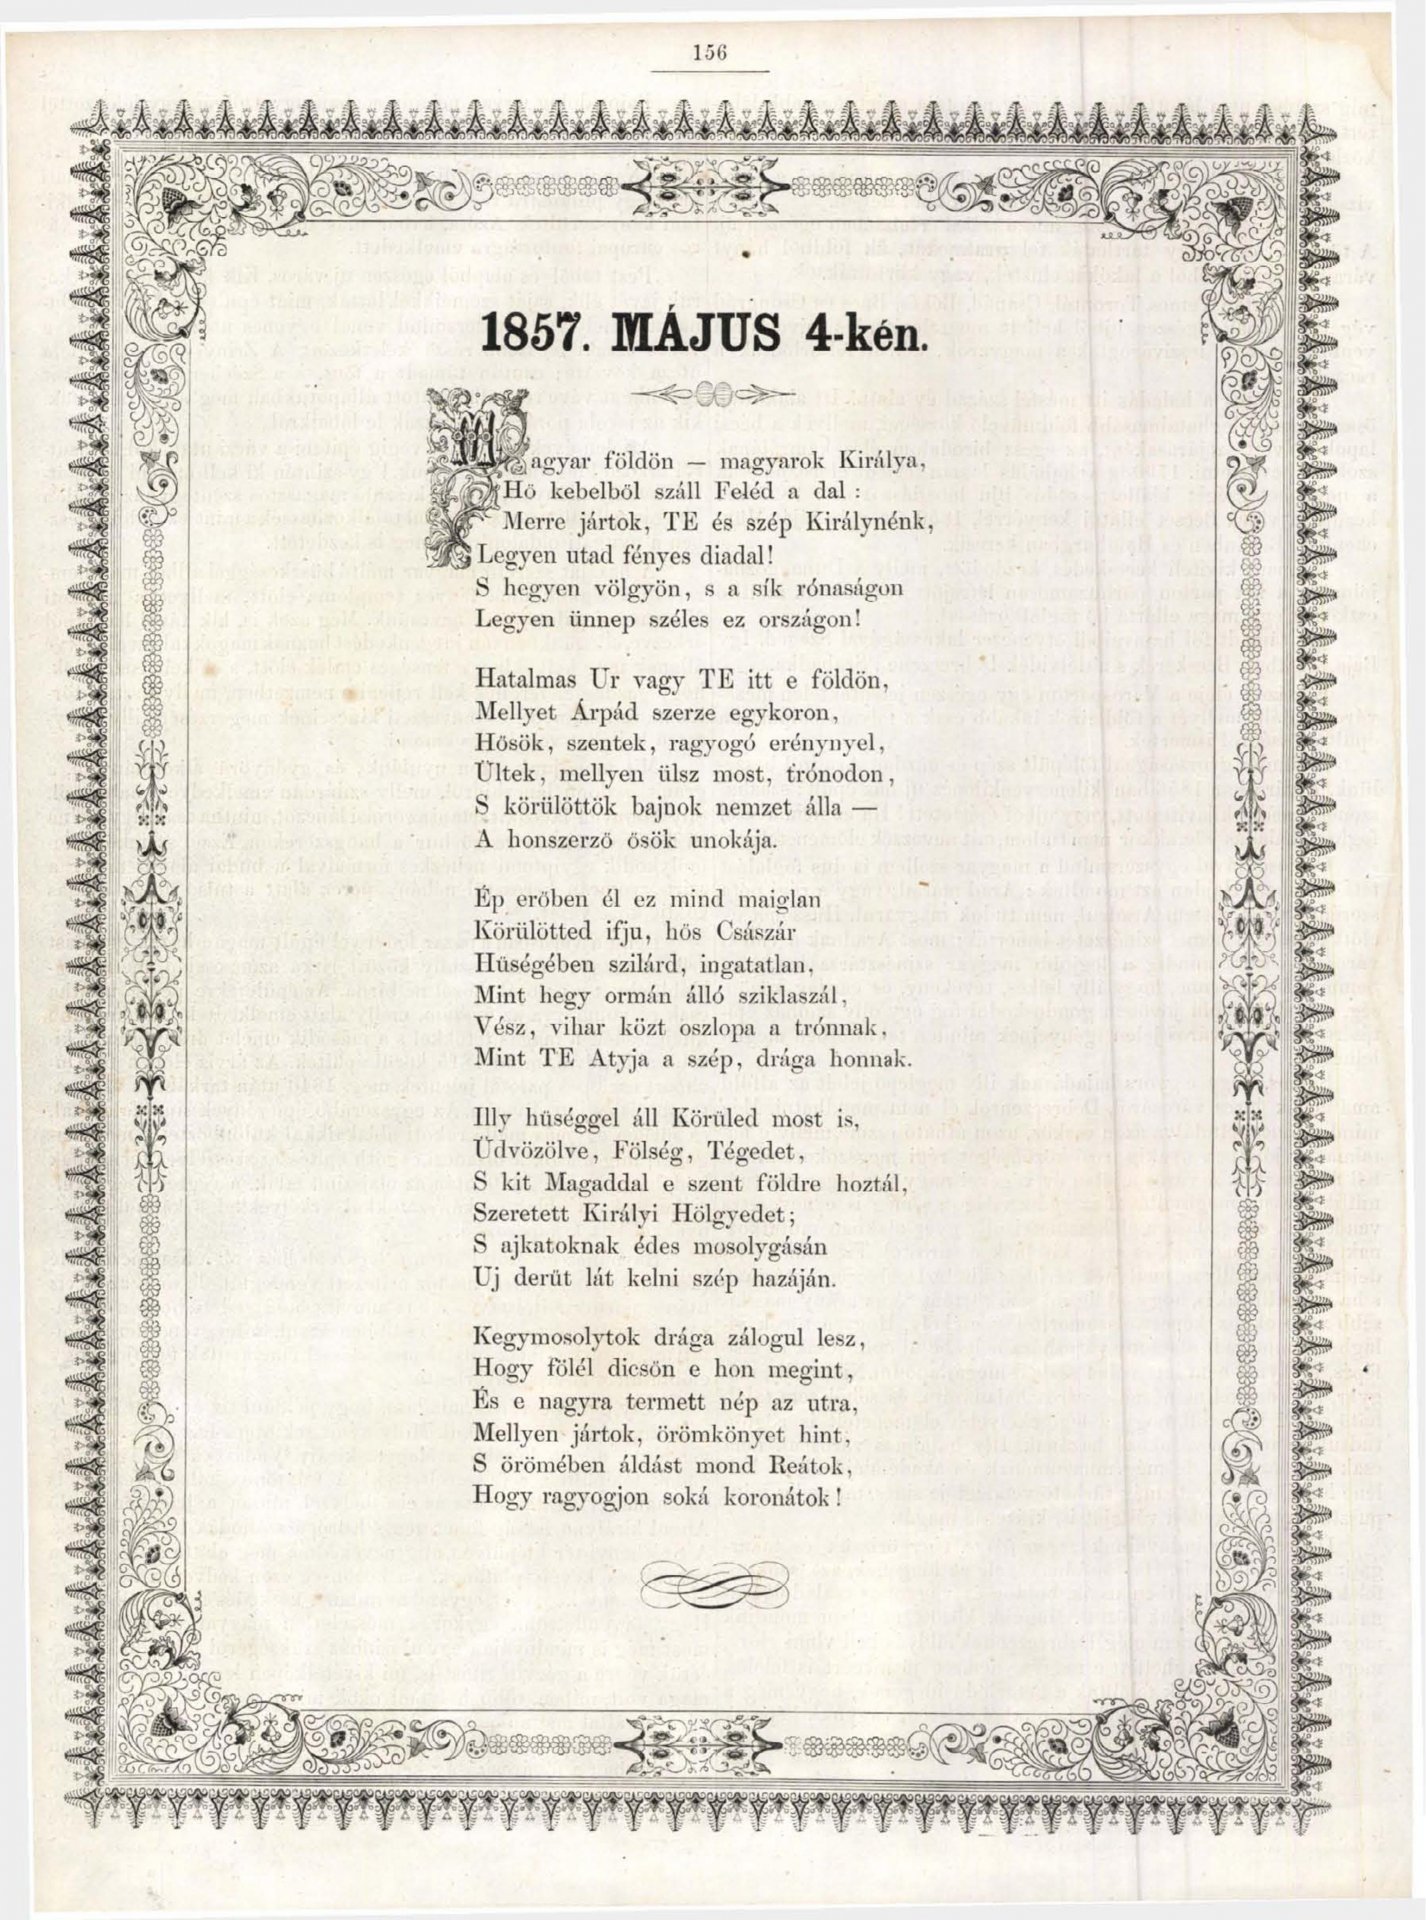 156
1857. MÁJUS 4-kén.
Magyar földön — magyarok Királya,
Hő kebelből száll Feléd a dal :
Merre jártok, TE és szép Királynénk,
Legyen utad fényes diadal!
S hegyen völgyön, s a sík rónaságon
Legyen ünnep széles ez országon!
Hatalmas Ur vagy TE itt e földön,
Mellyet Árpád szerze egykoron,
Hősök, szentek, ragyogó erénynyel,
Ültek, mellyen ülsz most, trónodon,
S körülöttök bajnok nemzet álla —
A honszerző ősök unokája.
Ép erőben él ez mind maiglan
Körülötted ifju, hős Császár
Hüségében szilárd, ingatatlan,
Mint hegy ormán álló sziklaszál,
Vész, vihar közt oszlopa a trónnak,
Mint TE Atyja a szép, drága honnak.
Illy hüséggel áll Körüled most is,
Üdvözölve, Fölség, Tégedet,
S kit Magaddal e szent földre hoztál,
Szeretett Királyi Hölgyedet;
S ajkatoknak édes mosolygásán
Uj derüt lát kelni szép hazáján.
Kegymosolytok drága zálogul lesz,
Hogy fölél dicsőn e hon megint,
És e nagyra termett nép az utra,
Mellyen jártok, örömkönyet hint,
S örömében áldást mond Reátok,
Hogy ragyogjon soká koronátok!